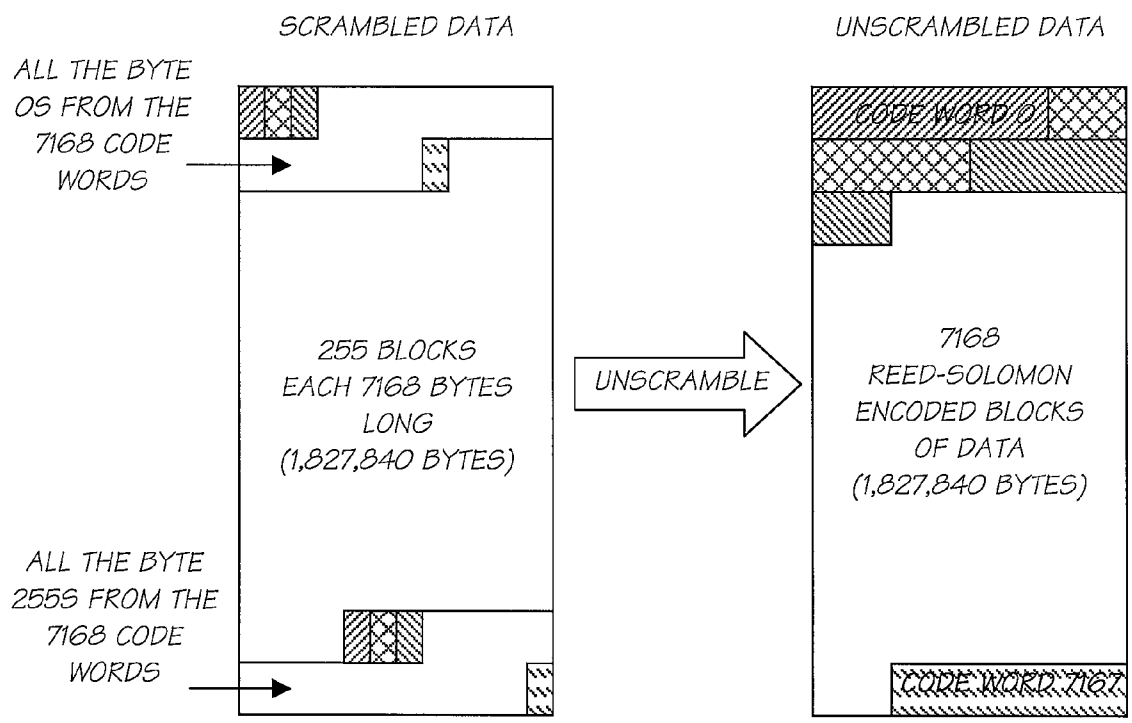 SCRAMBLED DATA
UNSCRAMBLED DATA
ALL THE BYTE
0S FROM THE
7168 CODE
WORDS
CODE WORD 0
255 BLOCKS
EACH 7168 BYTES
LONG
(1,827,840 BYTES)
UNSCRAMBLE
7168
REED-SOLOMON
ENCODED BLOCKS
OF DATA
(1,827,840 BYTES)
ALL THE BYTE
255S FROM THE
7168 CODE
WORDS
CODE WORD 7167